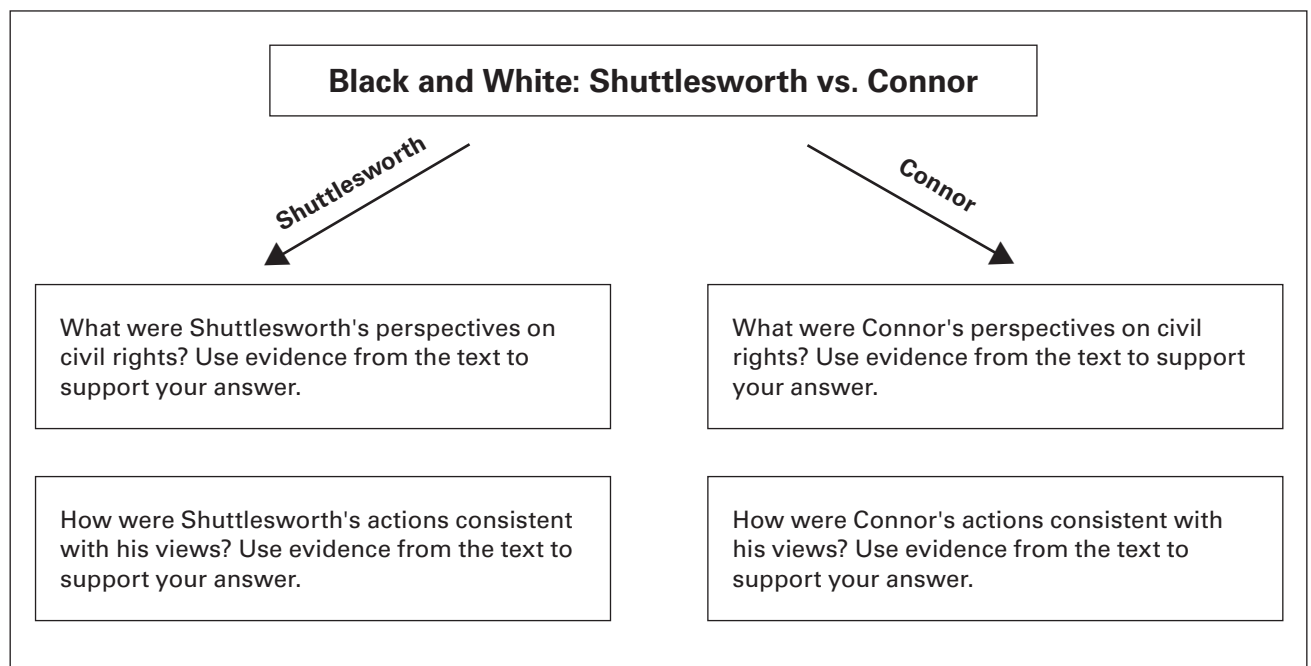 Black and White: Shuttlesworth vs. Connor
Shuttlesworth
Connor
What were Shuttlesworth's perspectives on
civil rights? Use evidence from the text to
support your answer.
What were Connor's perspectives on civil
rights? Use evidence from the text to support
your answer.
How were Shuttlesworth's actions consistent
with his views? Use evidence from the text to
support your answer.
How were Connor's actions consistent with
his views? Use evidence from the text to
support your answer.